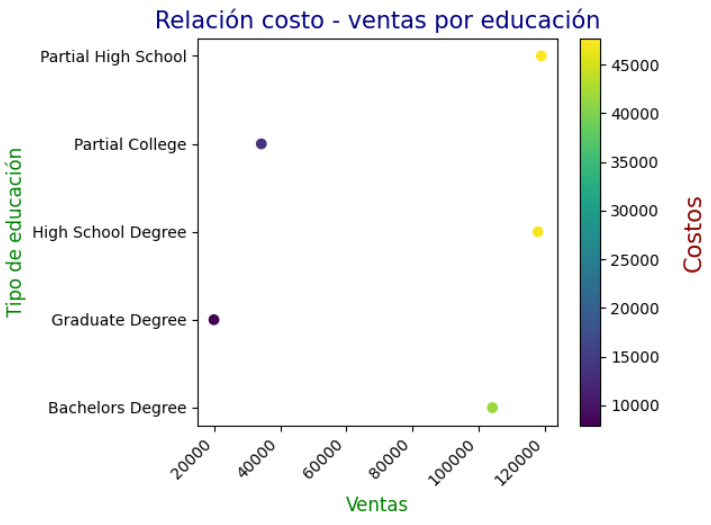 Relación costo - ventas por educación
Tipo de educación
Partial High School
Partial College
High School Degree
Graduate Degree
Bachelors Degree
20000
40000
60000
80000
100000
120000
Ventas
45000
40000
35000
30000
25000
20000
15000
10000
Costos